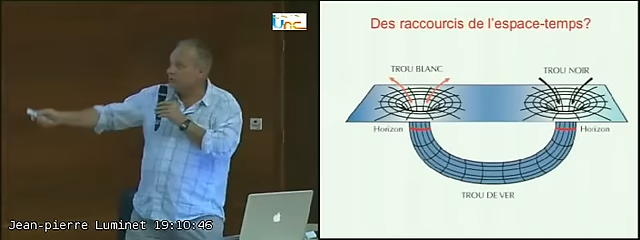 UNC
Des raccourcis de l'espace-temps?
TROU BLANC
TROU NOIR
Horizon
Horizon
TROU DE VER
Jean-pierre Luminet 19:10:46